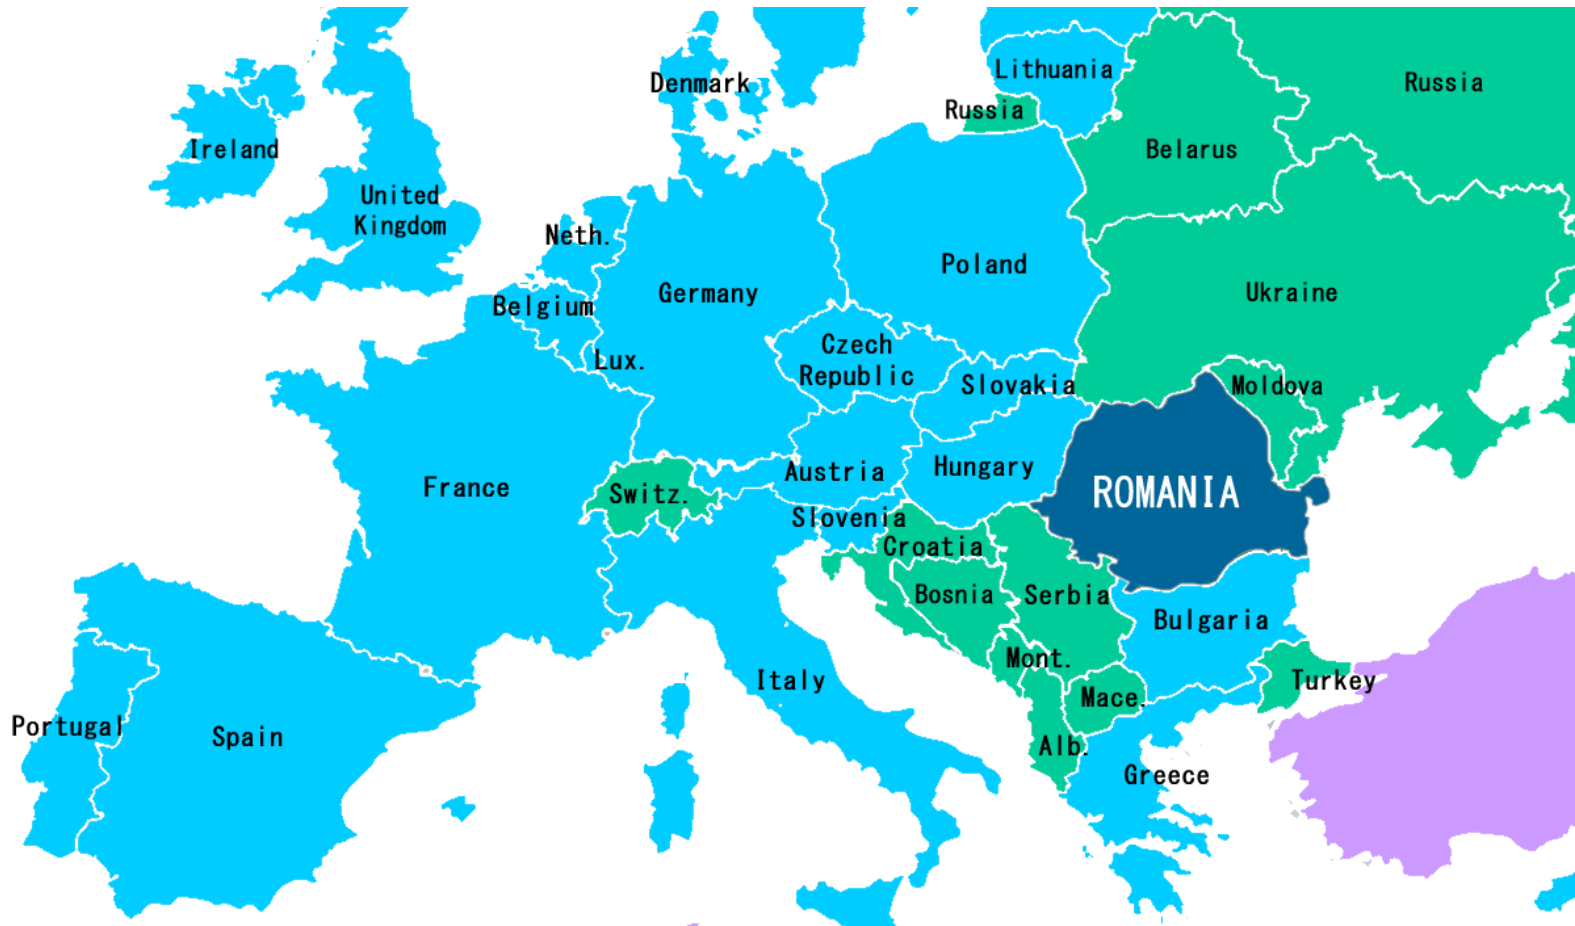 Denmark
Lithuania
Russia
Russia
Ireland
Belarus
United
Kingdom
Neth.
Poland
Germany
Ukraine
Belgium
Czech
Republic
Lux.
Slovakia
Moldova
France
Austria
Hungary
Switz.
ROMANIA
Slovenia
Croatia
Bosnia
Serbia
Bulgaria
Mont.
Italy
Turkey
Mace.
Portugal
Spain
Alb.
Greece